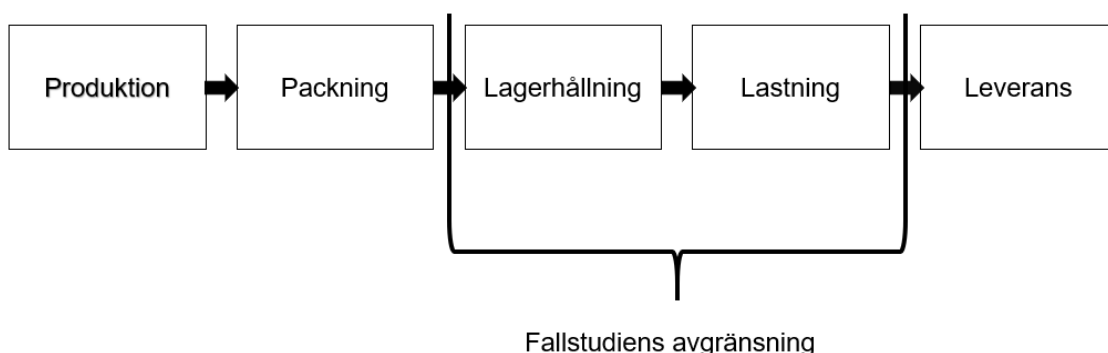 Produktion
Packning
Lagerhållning
Lastning
Leverans
Fallstudiens avgränsning